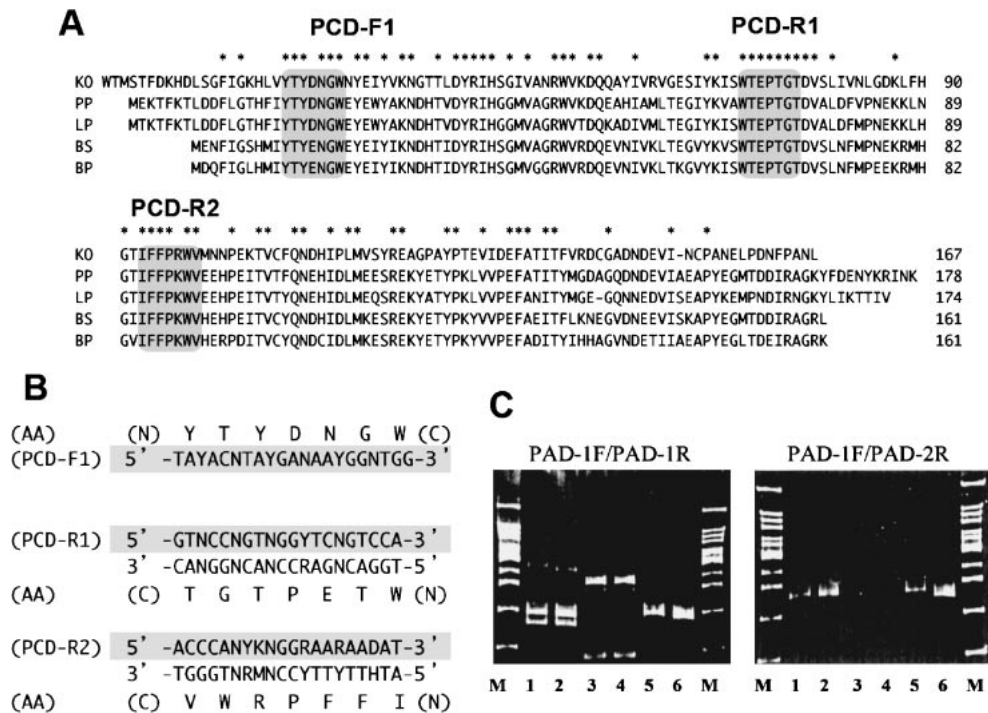 A
PCD-F1 PCD-R1
* * *** *** * ** ** * ***** * * *** ** * ** ********** * *
KO WTMSTFDKHDLSGFIGKHLVYTYDNGWNYEIYVKNGTTLDYRIHSGIVANRWVKDQQAYIVRVGESIYKISWTEPTGTDVSLIVNLGDKLFH 90
PP MEKTFKTLDDFLGTHFIYTYDNGWEYEWYAKNDHTVDYRIHGGMVAGRWVKDQEAHIAMLTEGIYKVAWTEPTGTDVALDFVPNEKKLN 89
LP MTKTFKTLDDFLGTHFIYTYDNGWEYEWYAKNDHTVDYRIHGGMVAGRWVTDQKADIVMLTEGIYKISWTEPTGTDVALDFMPNEKKLH 89
BS MENFIGSHMIYTYENGWEYEIYIKNDHTIDYRIHSGMVAGRWVRDQEVNIVKLTEGVYKVSWTEPTGTDVSLNFMPNEKRMH 82
BP MDQFIGLHMIYTYENGWEYEIYIKNDHTIDYRIHSGMVGGRWVRDQEVNIVKLTKGVYKISWTEPTGTDVSLNFMPNEKRMH 82
PCD-R2
* ***** ** * ** ** * ** ** ** * *** ** * * *
KO GTIFFPRWVMNNPEKTVCFQNDHIPLMVSYREAGPAYPTEVIDEFATITFVRDCGADNDEVI-NCPANELPDNFPANL 167
PP GTIFFPKWVEEHPEITVTYQNEHIDLMEQSREKYETYPKLVVPEFANITYMGDAGQDNEDVISEAPYEGMTDDIRAGKYFDENYKRINK 178
LP GTIFFPKWVEEHPEITVTYQNEHIDLMEQSREKYATYPKLVVPEFANITYMGE-GQNNEDVISEAPYKEMPNDIRNGKYLIKTTIV 174
BS GIIFFPKWVHEHPEITVCYQNDHIDLMKESREKYETYPKYVVPEFAEITFLKNEGVDNEEVISKAPYEGMTDDIRAGRL 161
BP GVIFFPKWVHERPDITVCYQNDCIDLMKESREKYETYPKYVVPEFADITYIHHAGVNDETIIAEAPYEGLTDEIRAGRK 161
B
(AA) (N) Y T Y D N G W (C)
(PCD-F1) 5' -TAYACNTAYGANAAYGGNTGG-3'
(PCD-R1) 5' -GTNCCNGTNGGYTCNGTCCA-3'
3' -CANGGNCANCCRAGNCAGGT-5'
(AA) (C) T G T P E T W (N)
(PCD-R2) 5' -ACCCANYKNGGRAARAADAT-3'
3' -TGGGTNRMNCCYTTYTTHTA-5'
(AA) (C) V W R P F F I (N)
C
PAD-1F/PAD-1R PAD-1F/PAD-2R
M 1 2 3 4 5 6 M M 1 2 3 4 5 6 M